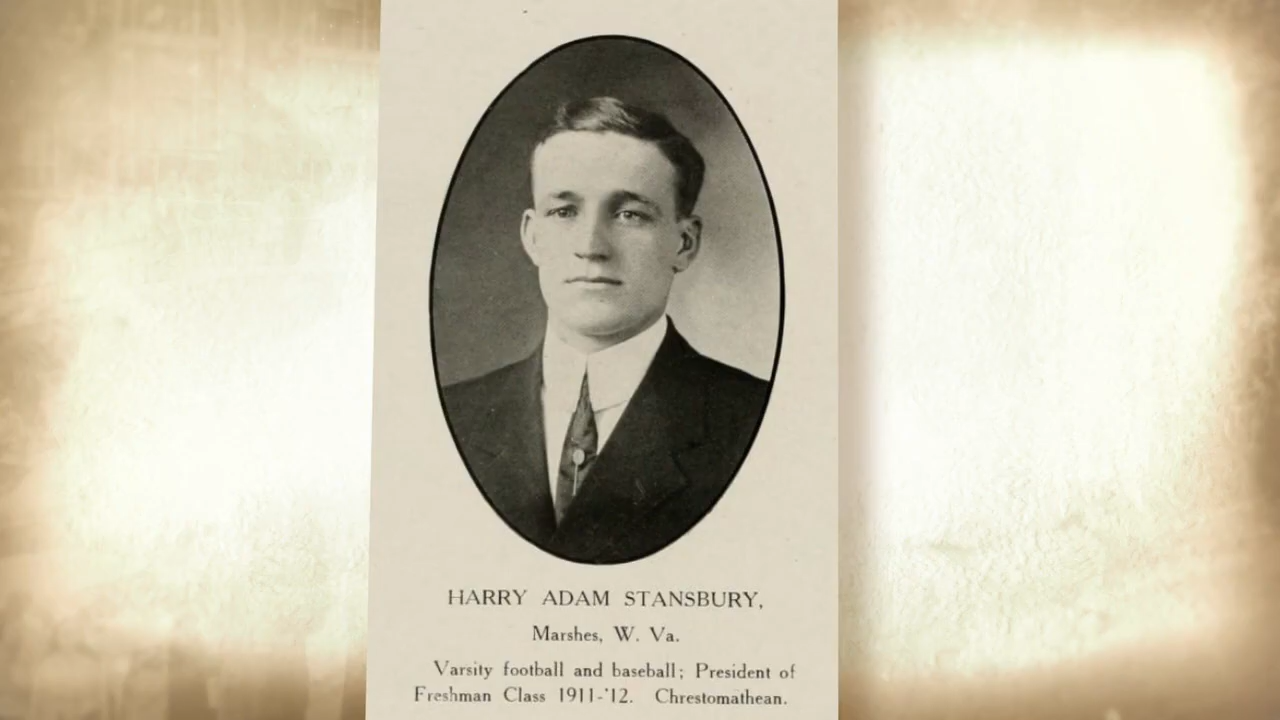 HARRY ADAM STANSBURY,
Marshes, W. Va.
Varsity football and baseball; President of
Freshman Class 1911-'12. Chrestomathean.